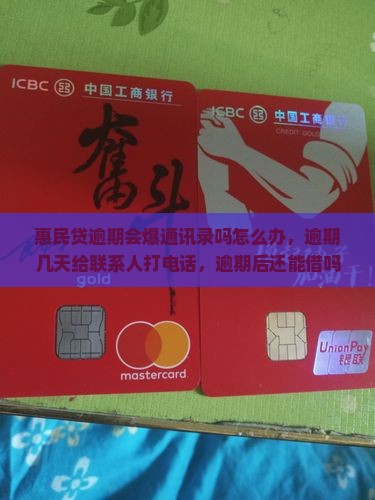 ICBC 中国工商银行
奮斗
gold
mastercard
ICBC 中国工商银行
CREDIT GOLD
UnionPay
银联
惠民贷逾期会爆通讯录吗怎么办，逾期
几天给联系人打电话，逾期后还能借吗